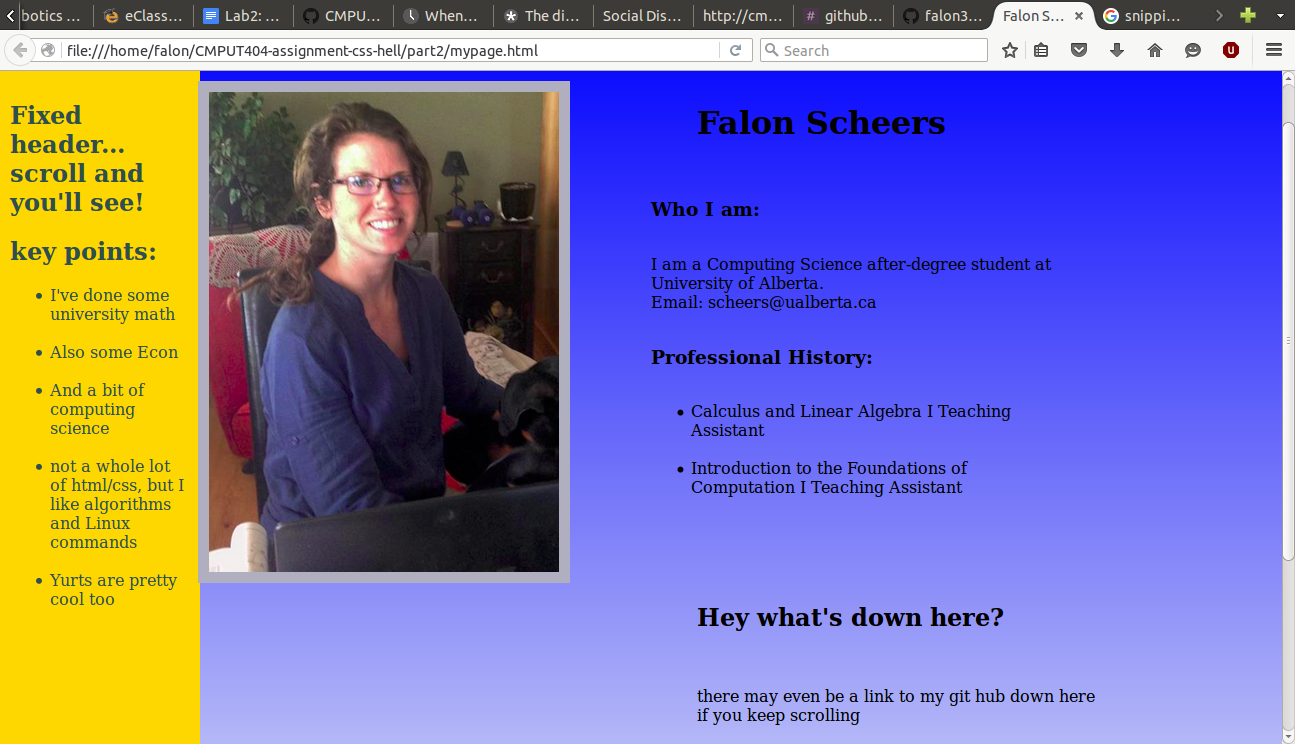 botics ...
eClass...
Lab2: ...
CMPU...
When...
The di...
Social Dis...
http://cm...
github...
falon3...
Falon S...
snippi...
file:///home/falon/CMPUT404-assignment-css-hell/part2/mypage.html
Search
Fixed
header...
scroll and
you'll see!
key points:
• I've done some
university math
• Also some Econ
• And a bit of
computing
science
• not a whole lot
of html/css, but I
like algorithms
and Linux
commands
• Yurts are pretty
cool too
Falon Scheers
Who I am:
I am a Computing Science after-degree student at
University of Alberta.
Email: scheers@ualberta.ca
Professional History:
• Calculus and Linear Algebra I Teaching
Assistant
• Introduction to the Foundations of
Computation I Teaching Assistant
Hey what's down here?
there may even be a link to my git hub down here
if you keep scrolling